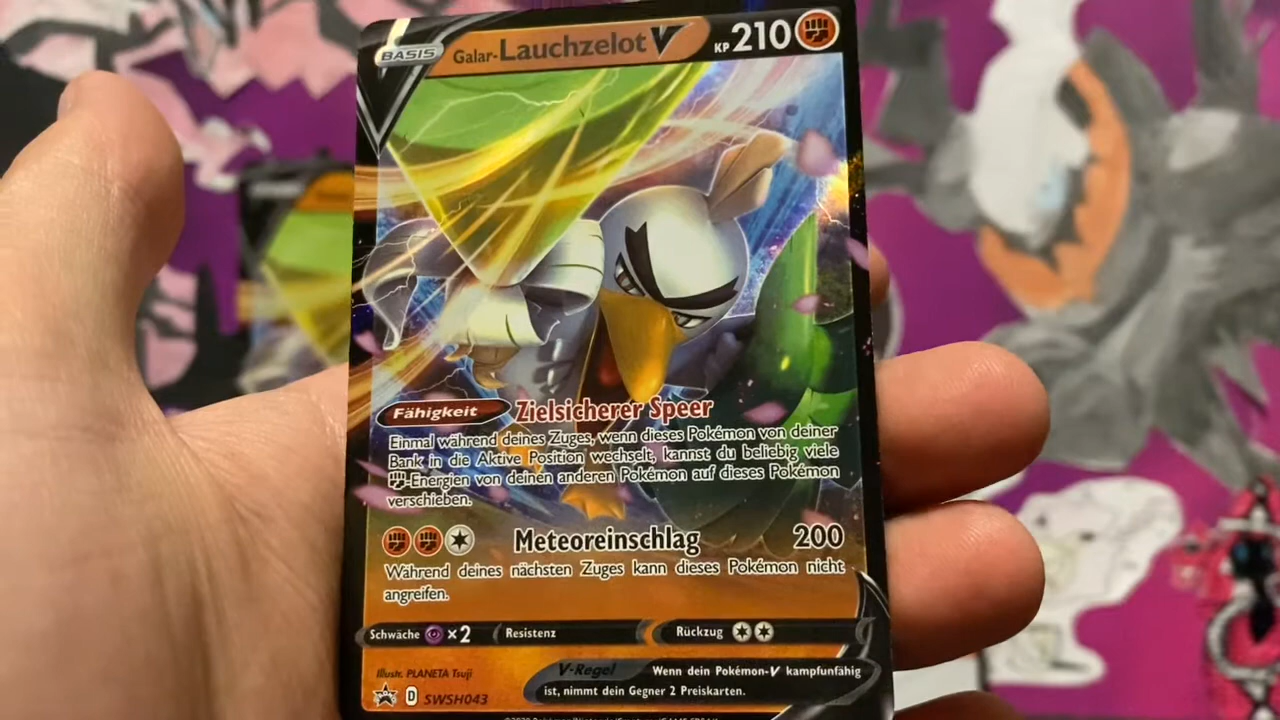 BASIS Galar-Lauchzelot V KP 210
Fähigkeit Zielsicherer Speer
Einmal während deines Zuges, wenn dieses Pokémon von deiner
Bank in die Aktive Position wechselt, kannst du beliebig viele
-Energien von deinen anderen Pokémon auf dieses Pokémon
verschieben.
Meteoreinschlag 200
Während deines nächsten Zuges kann dieses Pokémon nicht
angreifen.
Schwäche ×2 Resistenz Rückzug
Illustr. PLANETA Tsuji
V-Regel Wenn dein Pokémon-V kampfunfähig
ist, nimmt dein Gegner 2 Preiskarten.
D SWSH043